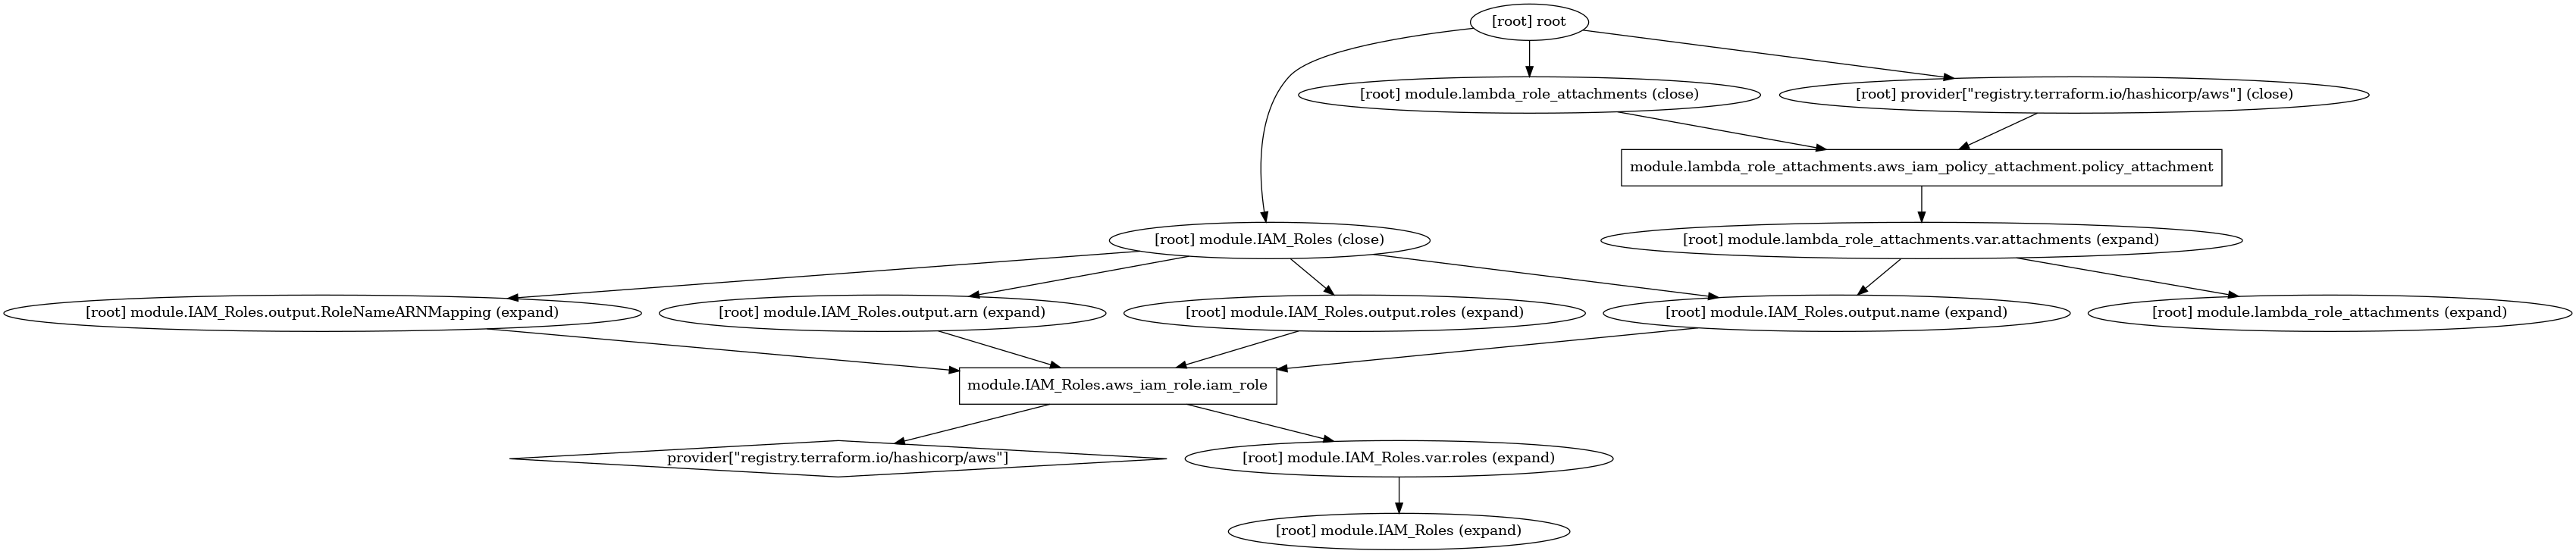 [root] root
[root] module.lambda_role_attachments (close)
[root] provider[\"registry.terraform.io/hashicorp/aws\"] (close)
module.lambda_role_attachments.aws_iam_policy_attachment.policy_attachment
[root] module.IAM_Roles (close)
[root] module.lambda_role_attachments.var.attachments (expand)
[root] module.IAM_Roles.output.RoleNameARNMapping (expand)
[root] module.IAM_Roles.output.arn (expand)
[root] module.IAM_Roles.output.roles (expand)
[root] module.IAM_Roles.output.name (expand)
[root] module.lambda_role_attachments (expand)
module.IAM_Roles.aws_iam_role.iam_role
provider[\"registry.terraform.io/hashicorp/aws\"]
[root] module.IAM_Roles.var.roles (expand)
[root] module.IAM_Roles (expand)